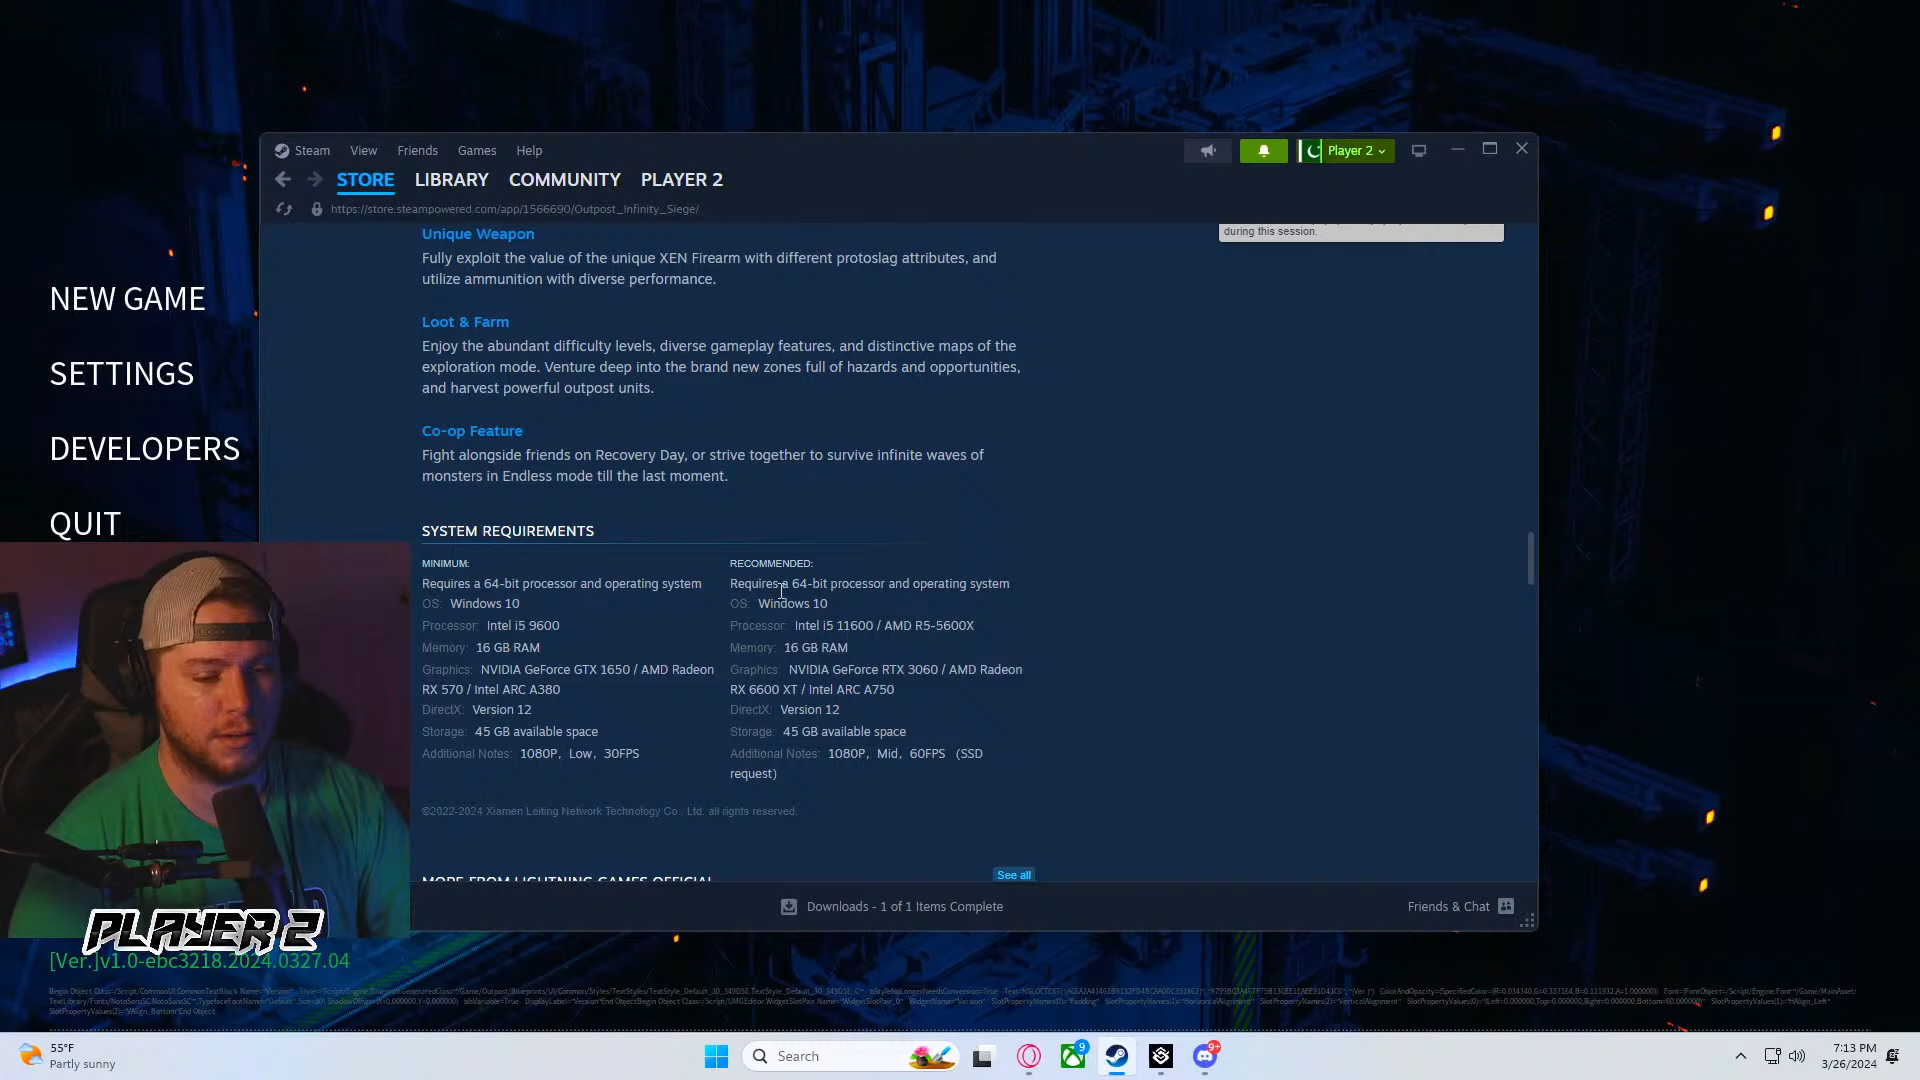 Steam View Friends Games Help
Player 2
STORE LIBRARY COMMUNITY PLAYER 2
https://store.steampowered.com/app/1566690/Outpost_Infinity_Siege/
during this session.
Unique Weapon
Fully exploit the value of the unique XEN Firearm with different protoslag attributes, and
utilize ammunition with diverse performance.
Loot & Farm
Enjoy the abundant difficulty levels, diverse gameplay features, and distinctive maps of the
exploration mode. Venture deep into the brand new zones full of hazards and opportunities,
and harvest powerful outpost units.
Co-op Feature
Fight alongside friends on Recovery Day, or strive together to survive infinite waves of
monsters in Endless mode till the last moment.
NEW GAME
SETTINGS
DEVELOPERS
QUIT
SYSTEM REQUIREMENTS
MINIMUM:
Requires a 64-bit processor and operating system
OS: Windows 10
Processor: Intel i5 9600
Memory: 16 GB RAM
Graphics: NVIDIA GeForce GTX 1650 / AMD Radeon
RX 570 / Intel ARC A380
DirectX: Version 12
Storage: 45 GB available space
Additional Notes: 1080P, Low, 30FPS
RECOMMENDED:
Requires a 64-bit processor and operating system
OS: Windows 10
Processor: Intel i5 11600 / AMD R5-5600X
Memory: 16 GB RAM
Graphics: NVIDIA GeForce RTX 3060 / AMD Radeon
RX 6600 XT / Intel ARC A750
DirectX: Version 12
Storage: 45 GB available space
Additional Notes: 1080P, Mid, 60FPS (SSD
request)
©2022-2024 Xiamen Leiting Network Technology Co., Ltd. all rights reserved.
MORE FROM LIGHTNING GAMES OFFICIAL
See all
Downloads - 1 of 1 Items Complete
Friends & Chat
PLAYER 2
[Ver.]v1.0-ebc3218.2024.0327.04
55°F
Partly sunny
Search
9
9+
7:13 PM
3/26/2024